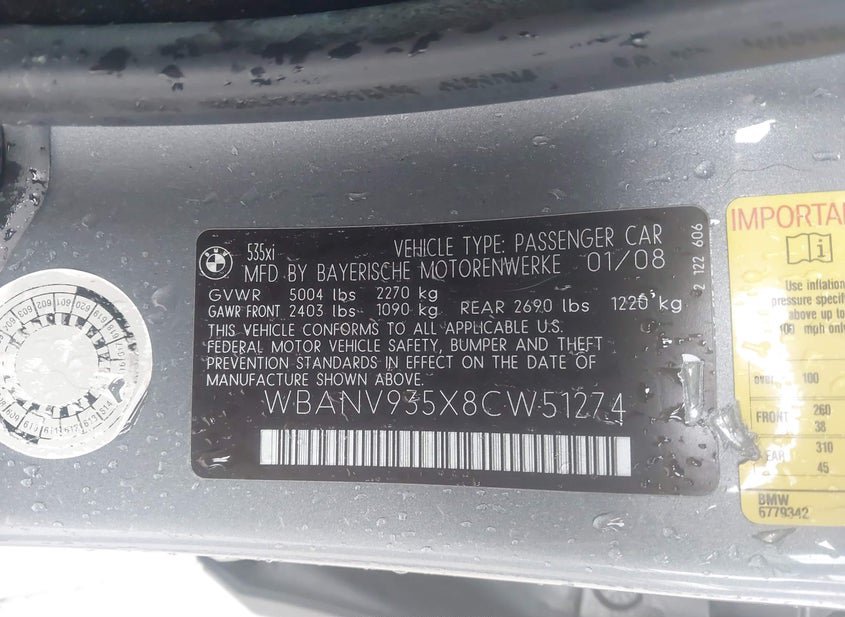 BMW
535xi
VEHICLE TYPE: PASSENGER CAR
MFD BY BAYERISCHE MOTORENWERKE 01/08
GVWR 5004 lbs 2270 kg
GAWR FRONT 2403 lbs 1090 kg REAR 2690 lbs 1220 kg
THIS VEHICLE CONFORMS TO ALL APPLICABLE U.S.
FEDERAL MOTOR VEHICLE SAFETY, BUMPER AND THEFT
PREVENTION STANDARDS IN EFFECT ON THE DATE OF
MANUFACTURE SHOWN ABOVE.
WBANV935X8CW51274
2 122 606
IMPORTA
Use inflation
pressure specif
above up to
100 mph only
100
FRONT 260
38
EAR 310
45
BMW
6779342